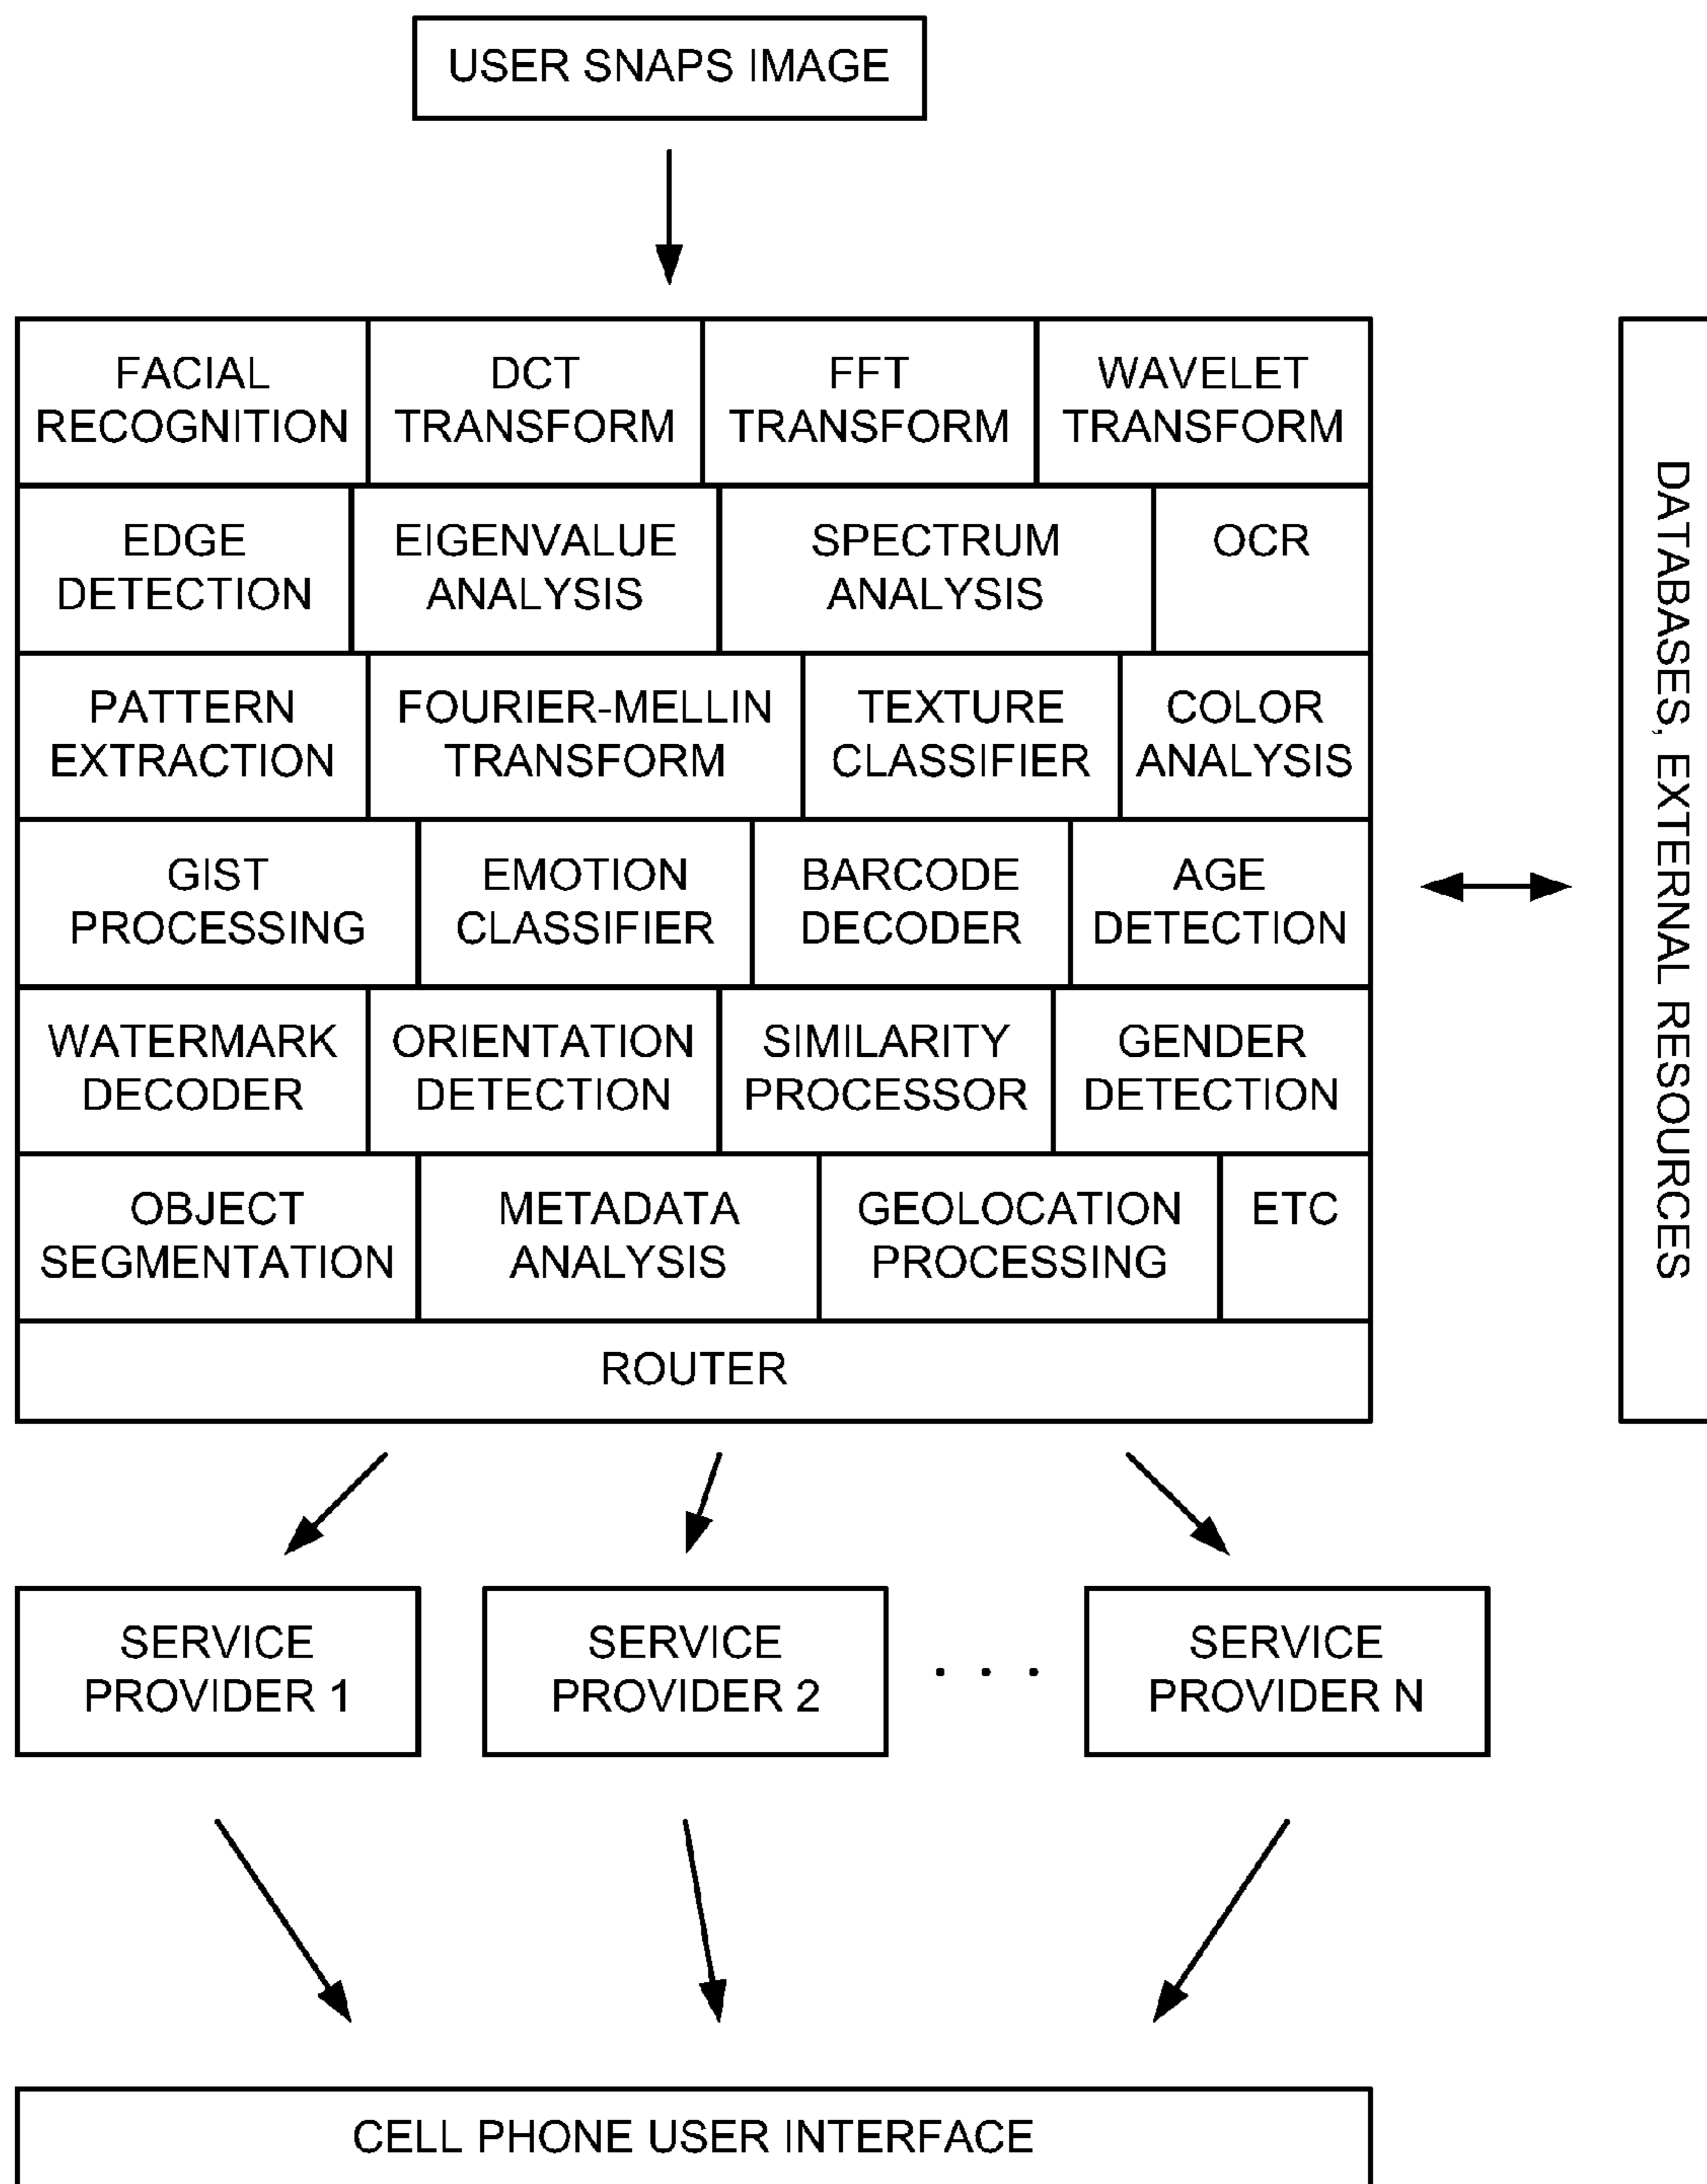 USER SNAPS IMAGE
FACIAL
RECOGNITION
DCT
TRANSFORM
FFT
TRANSFORM
WAVELET
TRANSFORM
EDGE
DETECTION
EIGENVALUE
ANALYSIS
SPECTRUM
ANALYSIS
OCR
PATTERN
EXTRACTION
FOURIER-MELLIN
TRANSFORM
TEXTURE
CLASSIFIER
COLOR
ANALYSIS
GIST
PROCESSING
EMOTION
CLASSIFIER
BARCODE
DECODER
AGE
DETECTION
WATERMARK
DECODER
ORIENTATION
DETECTION
SIMILARITY
PROCESSOR
GENDER
DETECTION
OBJECT
SEGMENTATION
METADATA
ANALYSIS
GEOLOCATION
PROCESSING
ETC
ROUTER
DATABASES, EXTERNAL RESOURCES
SERVICE
PROVIDER 1
SERVICE
PROVIDER 2
. . .
SERVICE
PROVIDER N
CELL PHONE USER INTERFACE